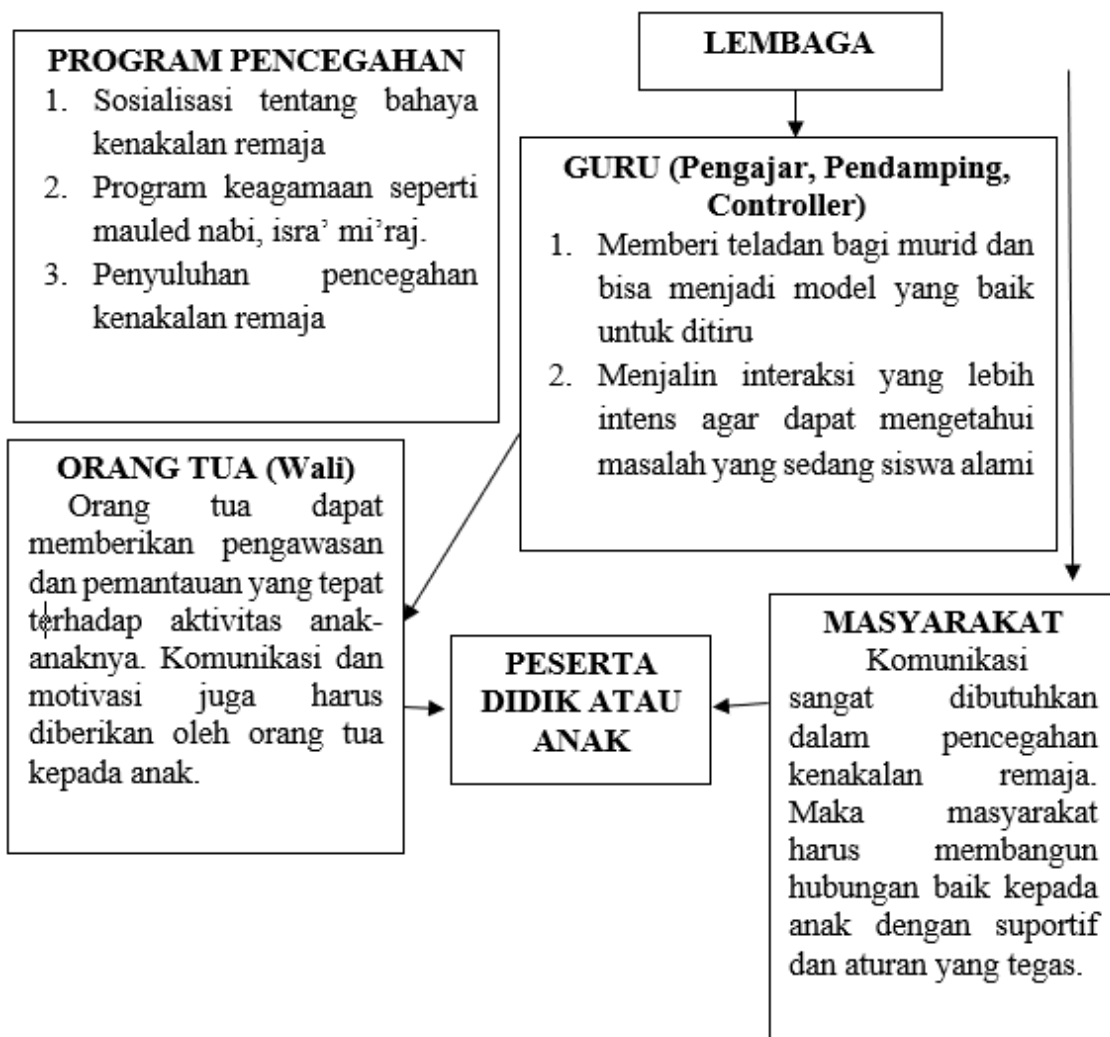 PROGRAM PENCEGAHAN
1. Sosialisasi tentang bahaya
kenakalan remaja
2. Program keagamaan seperti
mauled nabi, isra’ mi’raj.
3. Penyuluhan pencegahan
kenakalan remaja
LEMBAGA
GURU (Pengajar, Pendamping,
Controller)
1. Memberi teladan bagi murid dan
bisa menjadi model yang baik
untuk ditiru
2. Menjalin interaksi yang lebih
intens agar dapat mengetahui
masalah yang sedang siswa alami
ORANG TUA (Wali)
Orang tua dapat
memberikan pengawasan
dan pemantauan yang tepat
terhadap aktivitas anak-
anaknya. Komunikasi dan
motivasi juga harus
diberikan oleh orang tua
kepada anak.
PESERTA
DIDIK ATAU
ANAK
MASYARAKAT
Komunikasi
sangat dibutuhkan
dalam pencegahan
kenakalan remaja.
Maka masyarakat
harus membangun
hubungan baik kepada
anak dengan suportif
dan aturan yang tegas.